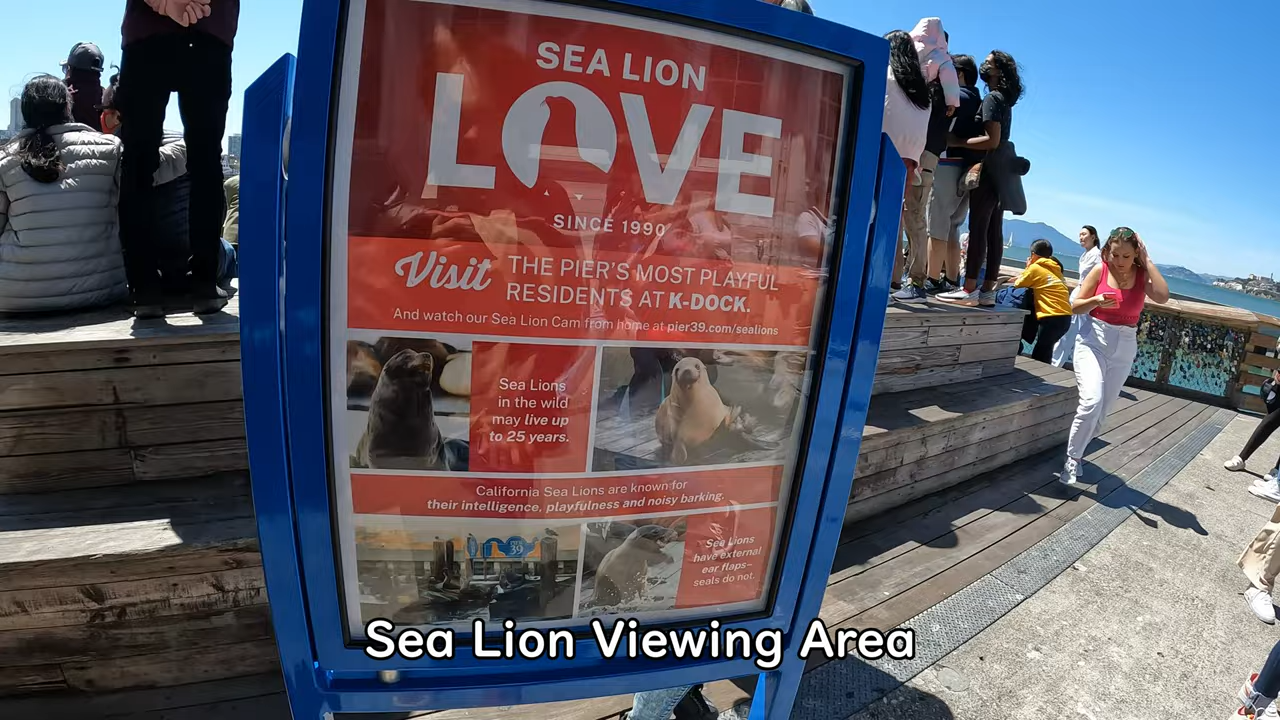 SEA LION
LOVE
SINCE 1990
Visit THE PIER'S MOST PLAYFUL
RESIDENTS AT K-DOCK.
And watch our Sea Lion Cam from home at pier39.com/sealions
Sea Lions
in the wild
may live up
to 25 years.
California Sea Lions are known for
their intelligence, playfulness and noisy barking.
39
Sea Lions
have external
ear flaps–
seals do not.
Sea Lion Viewing Area